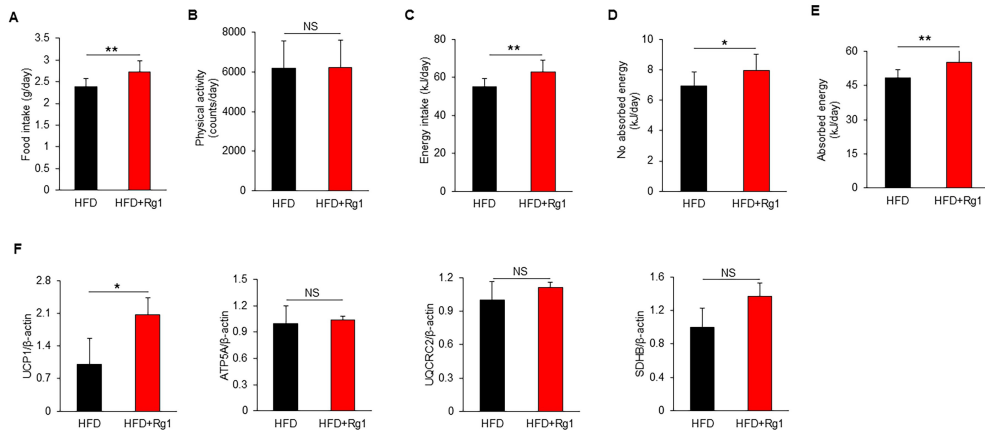 A
Food intake (g/day)
3.5
3
2.5
2
1.5
1
0.5
0
**
HFD
HFD+Rg1
B
Physical activity
(counts/day)
8000
6000
4000
2000
0
NS
HFD
HFD+Rg1
C
Energy intake (kJ/day)
80
60
40
20
0
**
HFD
HFD+Rg1
D
No absorbed energy
(kJ/day)
10
8
6
4
2
0
*
HFD
HFD+Rg1
E
Absorbed energy
(kJ/day)
60
45
30
15
0
**
HFD
HFD+Rg1
F
UCP1/β-actin
2.8
2.1
1.4
0.7
0
*
HFD
HFD+Rg1
ATP5A/β-actin
1.5
1.2
0.9
0.6
0.3
0
NS
HFD
HFD+Rg1
UQCRC2/β-actin
1.2
0.9
0.6
0.3
0
NS
HFD
HFD+Rg1
SDHB/β-actin
1.6
1.2
0.8
0.4
0
NS
HFD
HFD+Rg1